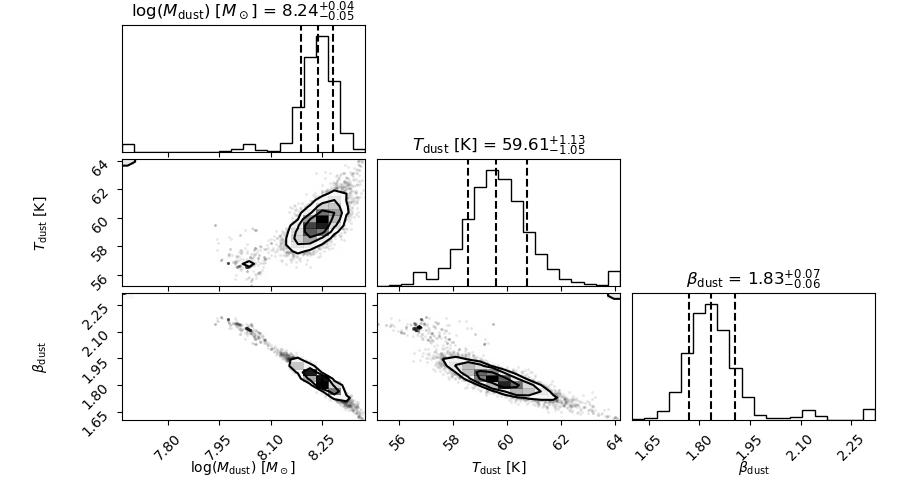 log(M_dust) [M_⊙] = 8.24^{+0.04}_{−0.05}
T_dust [K] = 59.61^{+1.13}_{−1.05}
64
62
60
58
56
T_dust [K]
β_dust = 1.83^{+0.07}_{−0.06}
2.25
2.10
1.95
1.80
1.65
β_dust
7.80 7.95 8.10 8.25
56 58 60 62 64
1.65 1.80 1.95 2.10 2.25
log(M_dust) [M_⊙]
T_dust [K]
β_dust